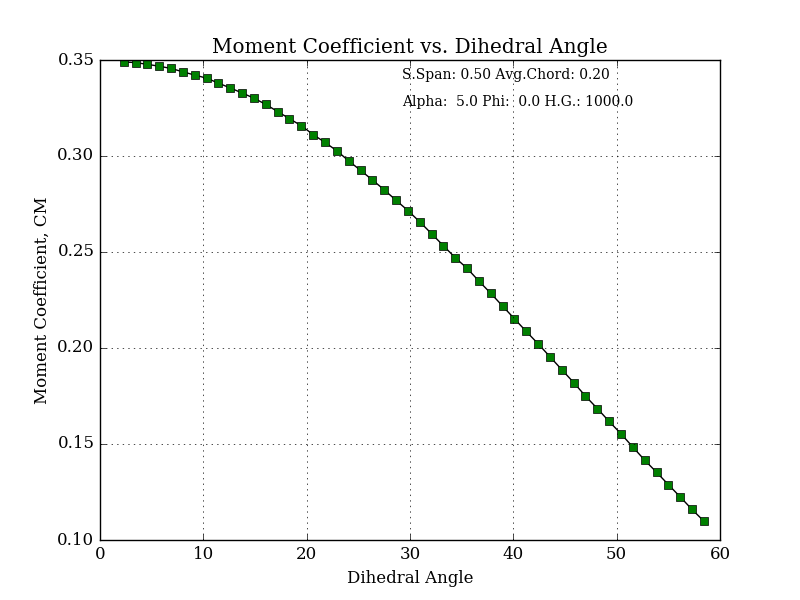 Moment Coefficient vs. Dihedral Angle
S.Span: 0.50 Avg.Chord: 0.20
Alpha:  5.0 Phi:  0.0 H.G.: 1000.0
0.35
0.30
0.25
0.20
0.15
0.10
Moment Coefficient, CM
0 10 20 30 40 50 60
Dihedral Angle